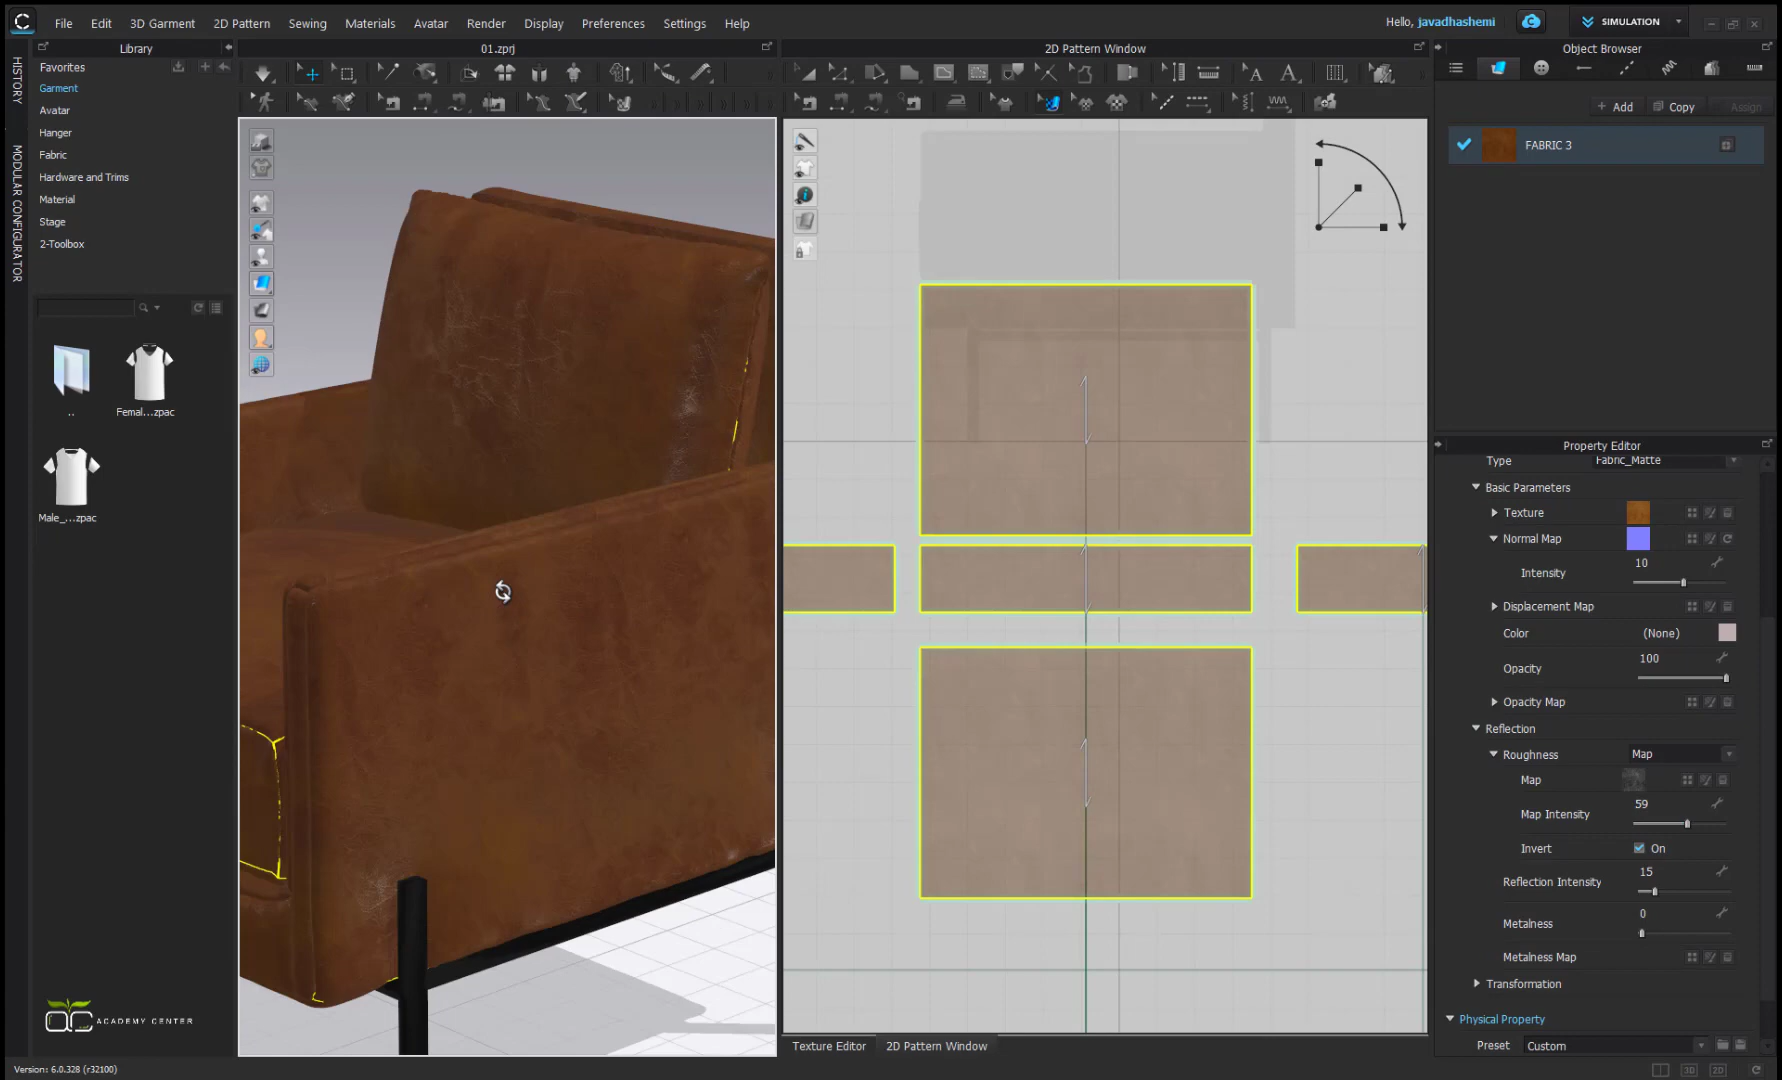 File Edit 3D Garment 2D Pattern Sewing Materials Avatar Render Display Preferences Settings Help
Hello, javadhashemi
SIMULATION
Library
01.zprj
2D Pattern Window
Object Browser
HISTORY
MODULAR CONFIGURATOR
Favorites
Garment
Avatar
Hanger
Fabric
Hardware and Trims
Material
Stage
2-Toolbox
..
Femal...zpac
Male_...zpac
ACADEMY CENTER
Add
Copy
Assign
FABRIC 3
Property Editor
Type Fabric_Matte
Basic Parameters
Texture
Normal Map
Intensity 10
Displacement Map
Color (None)
Opacity 100
Opacity Map
Reflection
Roughness Map
Map
Map Intensity 59
Invert On
Reflection Intensity 15
Metalness 0
Metalness Map
Transformation
Physical Property
Preset Custom
Texture Editor 2D Pattern Window
Version: 6.0.328 (r32100)
3D
2D